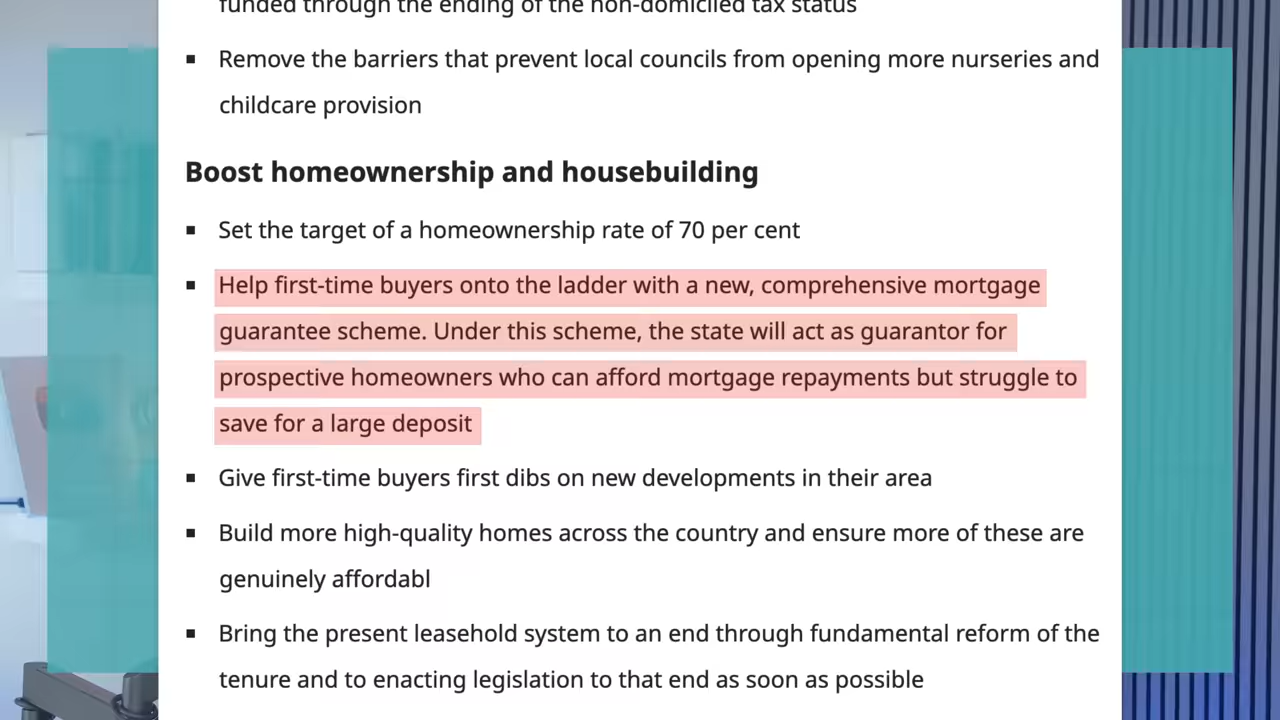 funded through the ending of the non-domiciled tax status
▪ Remove the barriers that prevent local councils from opening more nurseries and
childcare provision
Boost homeownership and housebuilding
▪ Set the target of a homeownership rate of 70 per cent
▪ Help first-time buyers onto the ladder with a new, comprehensive mortgage
guarantee scheme. Under this scheme, the state will act as guarantor for
prospective homeowners who can afford mortgage repayments but struggle to
save for a large deposit
▪ Give first-time buyers first dibs on new developments in their area
▪ Build more high-quality homes across the country and ensure more of these are
genuinely affordabl
▪ Bring the present leasehold system to an end through fundamental reform of the
tenure and to enacting legislation to that end as soon as possible